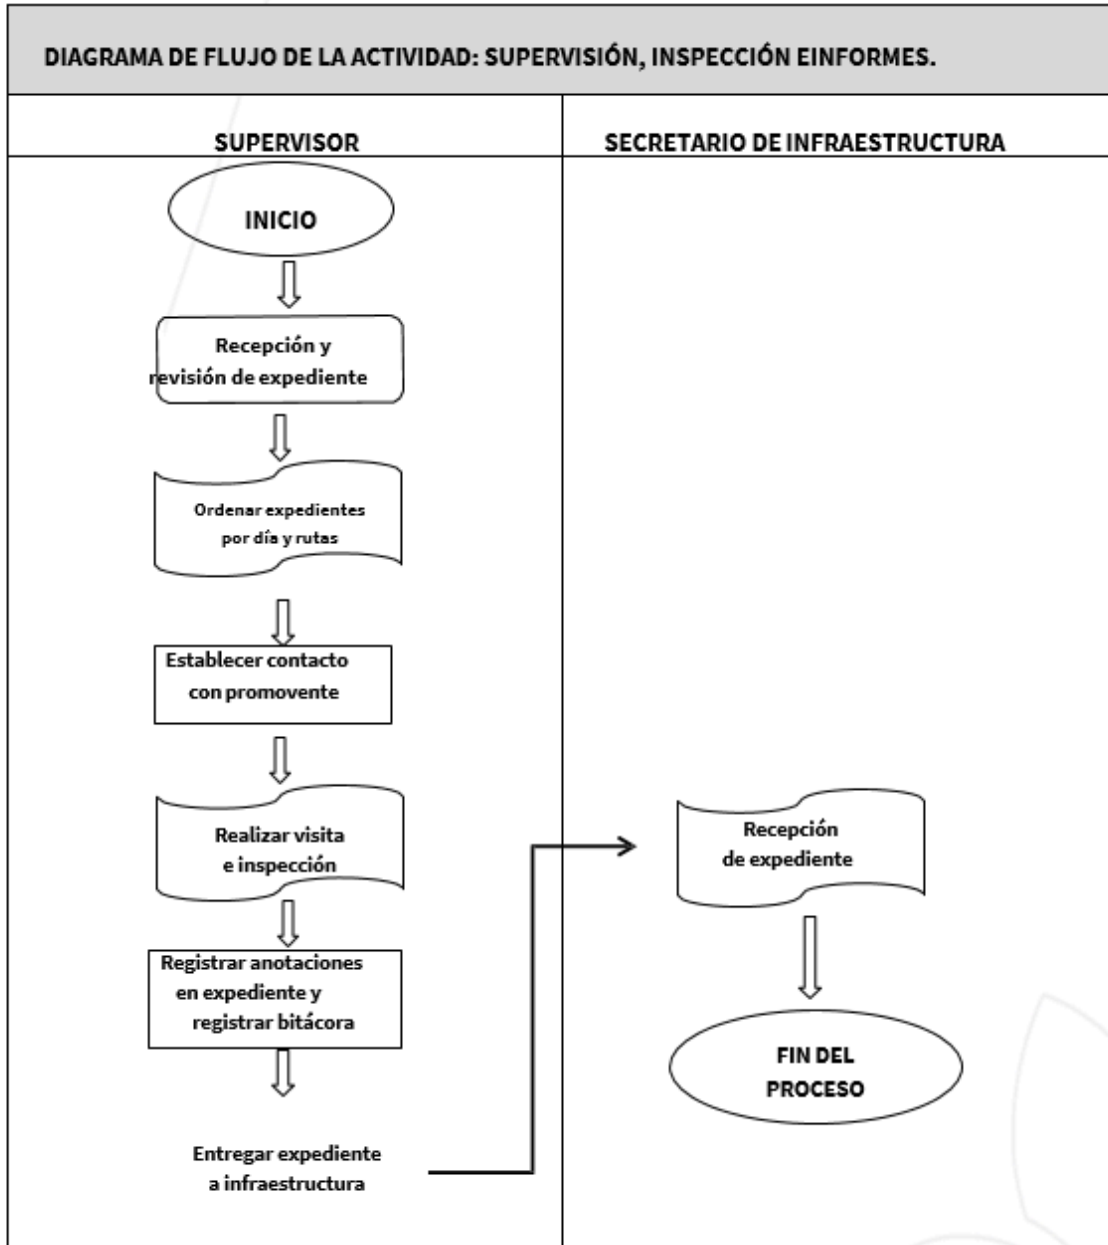 DIAGRAMA DE FLUJO DE LA ACTIVIDAD: SUPERVISIÓN, INSPECCIÓN EINFORMES.
SUPERVISOR
SECRETARIO DE INFRAESTRUCTURA
INICIO
Recepción y
revisión de expediente
Ordenar expedientes
por día y rutas
Establecer contacto
con promovente
Realizar visita
e inspección
Registrar anotaciones
en expediente y
registrar bitácora
Entregar expediente
a infraestructura
Recepción
de expediente
FIN DEL
PROCESO